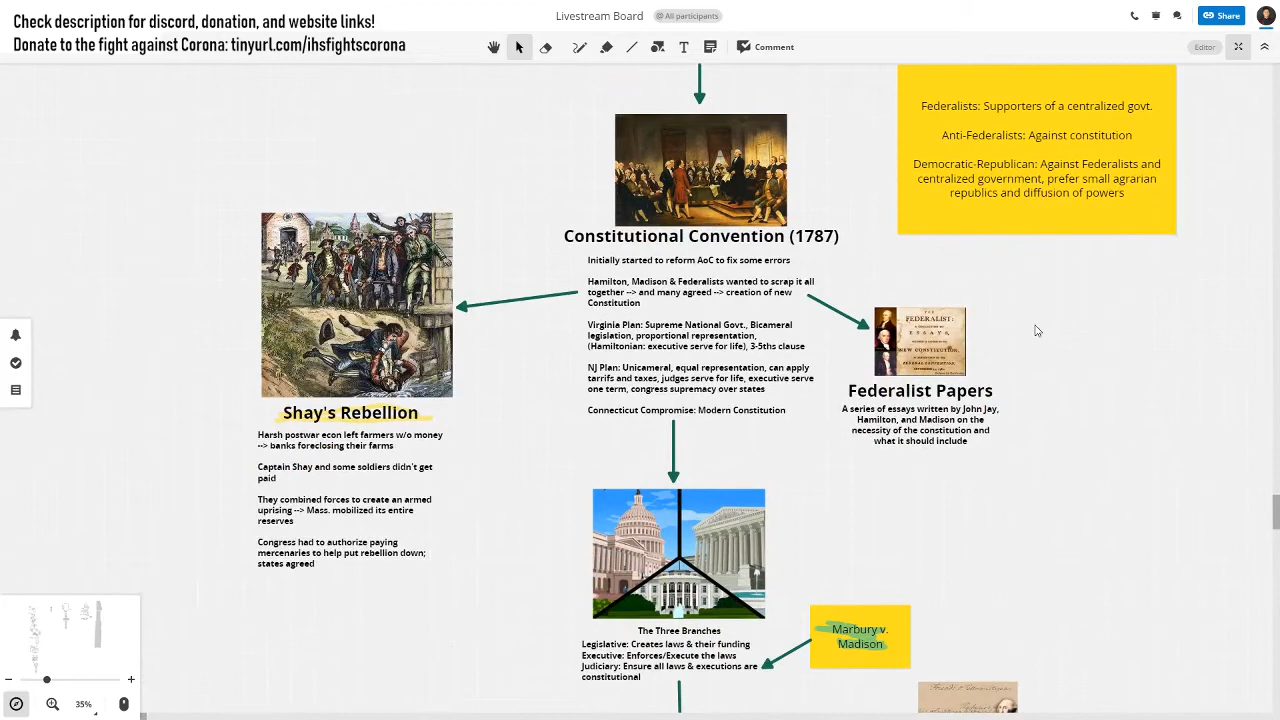 Check description for discord, donation, and website links!
Donate to the fight against Corona: tinyurl.com/ihsfightscorona
Livestream Board
@ All participants
Share
Comment
Editor
Federalists: Supporters of a centralized govt.
Anti-Federalists: Against constitution
Democratic-Republican: Against Federalists and
centralized government, prefer small agrarian
republics and diffusion of powers
Constitutional Convention (1787)
Initially started to reform AoC to fix some errors
Hamilton, Madison & Federalists wanted to scrap it all
together --> and many agreed --> creation of new
Constitution
Virginia Plan: Supreme National Govt., Bicameral
legislation, proportional representation,
(Hamiltonian: executive serve for life), 3-5ths clause
NJ Plan: Unicameral, equal representation, can apply
tarrifs and taxes, judges serve for life, executive serve
one term, congress supremacy over states
Connecticut Compromise: Modern Constitution
Shay's Rebellion
Harsh postwar econ left farmers w/o money
--> banks foreclosing their farms
Captain Shay and some soldiers didn't get
paid
They combined forces to create an armed
uprising --> Mass. mobilized its entire
reserves
Congress had to authorize paying
mercenaries to help put rebellion down;
states agreed
THE
FEDERALIST:
A COLLECTION
OF
ESSAYS,
NEW CONSTITUTION,
Federalist Papers
A series of essays written by John Jay,
Hamilton, and Madison on the
necessity of the constitution and
what it should include
The Three Branches
Legislative: Creates laws & their funding
Executive: Enforces/Execute the laws
Judiciary: Ensure all laws & executions are
constitutional
Marbury v.
Madison
35%